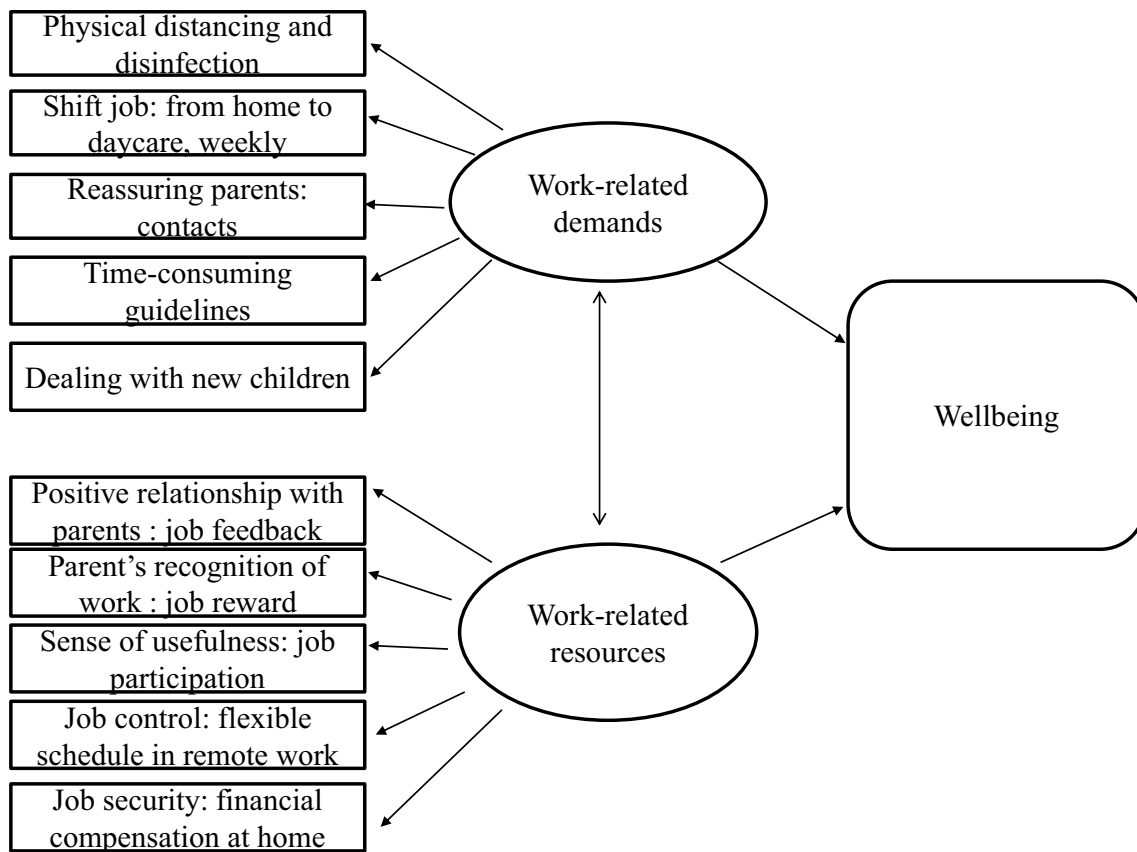 Physical distancing and
disinfection
Shift job: from home to
daycare, weekly
Reassuring parents:
contacts
Time-consuming
guidelines
Dealing with new children
Work-related
demands
Wellbeing
Positive relationship with
parents : job feedback
Parent’s recognition of
work : job reward
Sense of usefulness: job
participation
Job control: flexible
schedule in remote work
Job security: financial
compensation at home
Work-related
resources